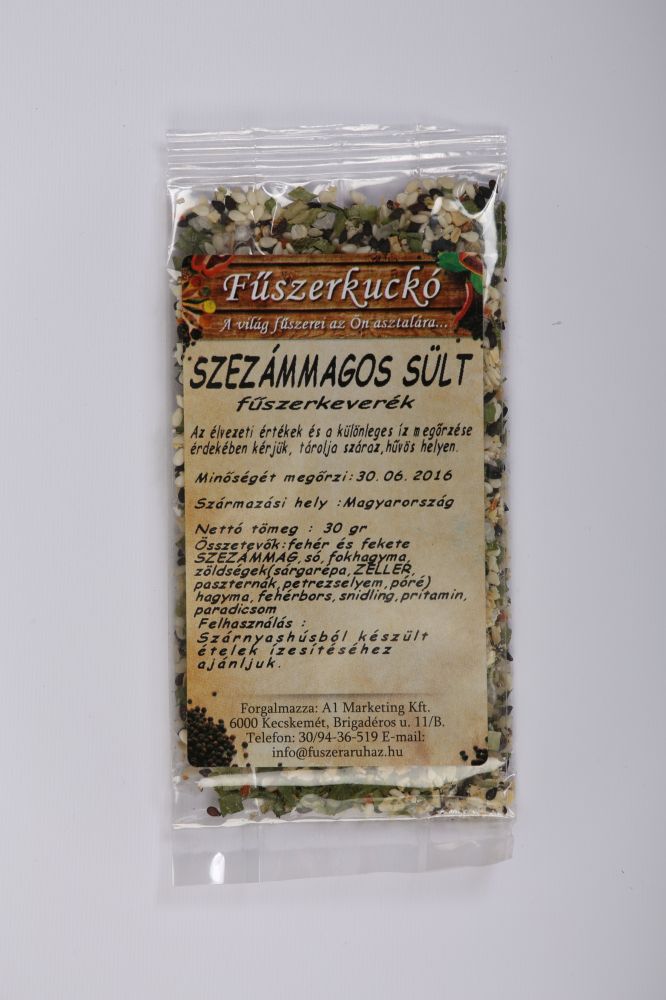 Fűszerkuckó
A világ fűszerei az Ön asztalára...
SZEZÁMMAGOS SÜLT
fűszerkeverék
Az élvezeti értékek és a különleges íz megőrzése
érdekében kérjük, tárolja száraz,hűvös helyen.
Minőségét megőrzi:30.06.2016
Származási hely :Magyarország
Nettó tömeg : 30 gr
Összetevők:fehér és fekete
SZEZÁMMAG,só,fokhagyma,
zöldségek(sárgarépa,ZELLER,
paszternák,petrezselyem,póré)
hagyma,fehérbors,snidling,pritamin,
paradicsom
Felhasználás :
Szárnyashúsból készült
ételek ízesítéséhez
ajánljuk.
Forgalmazza: A1 Marketing Kft.
6000 Kecskemét, Brigadéros u. 11/B.
Telefon: 30/94-36-519 E-mail:
info@fuszeraruhaz.hu